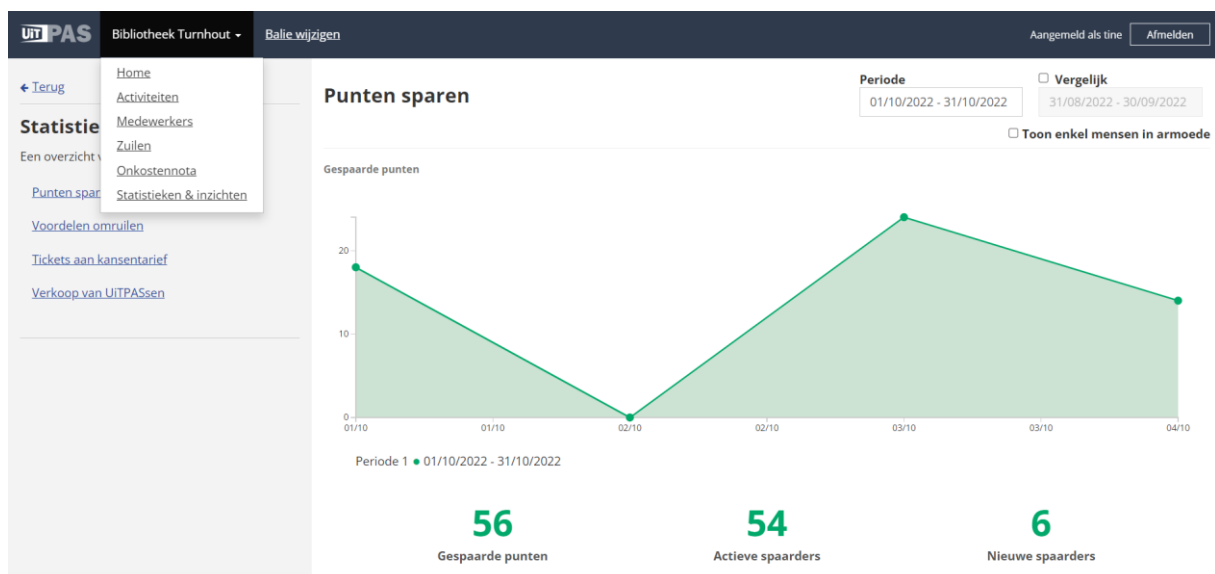 UiTPAS Bibliotheek Turnhout Balie wijzigen Aangemeld als tine Afmelden
Home
Activiteiten
Medewerkers
Zuilen
Onkostennota
Statistieken & inzichten
Terug
Statistie
Een overzicht
Punten spar
Voordelen omruilen
Tickets aan kansentarief
Verkoop van UiTPASsen
Punten sparen
Periode
01/10/2022 - 31/10/2022
Vergelijk
31/08/2022 - 30/09/2022
Toon enkel mensen in armoede
Gespaarde punten
20
10
0
01/10 01/10 02/10 02/10 03/10 03/10 04/10
Periode 1 01/10/2022 - 31/10/2022
56 54 6
Gespaarde punten Actieve spaarders Nieuwe spaarders